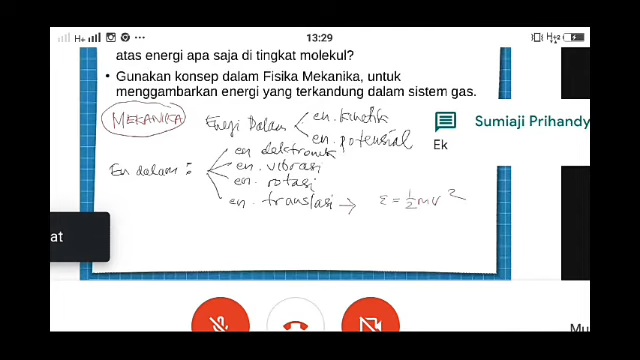 H+ 13:29 H+2
atas energi apa saja di tingkat molekul?
• Gunakan konsep dalam Fisika Mekanika, untuk
menggambarkan energi yang terkandung dalam sistem gas.
MEKANIKA Energi Dalam en. kinetik
en. potensial
Sumiaji Prihandy
Ek
En dalam : en elektronik
en. vibrasi
en. rotasi
en. translasi → ε = 1/2 mv²
at
Mu